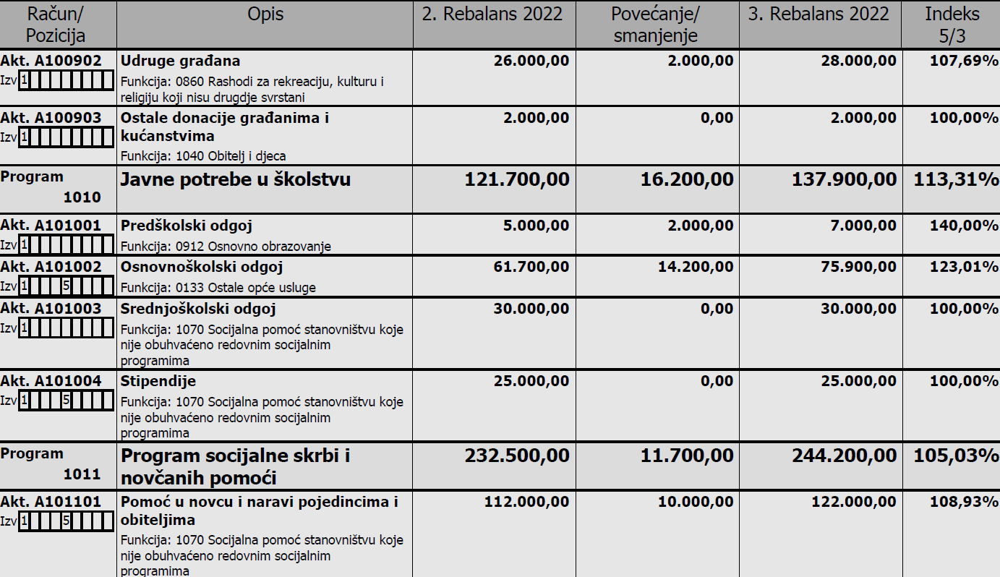 Račun/ Opis 2. Rebalans 2022 Povećanje/ 3. Rebalans 2022 Indeks
Pozicija smanjenje 5/3
Akt. A100902 Udruge građana 26.000,00 2.000,00 28.000,00 107,69%
Izv 1 Funkcija: 0860 Rashodi za rekreaciju, kulturu i
religiju koji nisu drugdje svrstani
Akt. A100903 Ostale donacije građanima i 2.000,00 0,00 2.000,00 100,00%
Izv 1 kućanstvima
Funkcija: 1040 Obitelj i djeca
Program Javne potrebe u školstvu 121.700,00 16.200,00 137.900,00 113,31%
1010
Akt. A101001 Predškolski odgoj 5.000,00 2.000,00 7.000,00 140,00%
Izv 1 Funkcija: 0912 Osnovno obrazovanje
Akt. A101002 Osnovnoškolski odgoj 61.700,00 14.200,00 75.900,00 123,01%
Izv 1 5 Funkcija: 0133 Ostale opće usluge
Akt. A101003 Srednjoškolski odgoj 30.000,00 0,00 30.000,00 100,00%
Izv 1 Funkcija: 1070 Socijalna pomoć stanovništvu koje
nije obuhvaćeno redovnim socijalnim
programima
Akt. A101004 Stipendije 25.000,00 0,00 25.000,00 100,00%
Izv 1 5 Funkcija: 1070 Socijalna pomoć stanovništvu koje
nije obuhvaćeno redovnim socijalnim
programima
Program Program socijalne skrbi i 232.500,00 11.700,00 244.200,00 105,03%
1011 novčanih pomoći
Akt. A101101 Pomoć u novcu i naravi pojedincima i 112.000,00 10.000,00 122.000,00 108,93%
Izv 1 5 obiteljima
Funkcija: 1070 Socijalna pomoć stanovništvu koje
nije obuhvaćeno redovnim socijalnim
programima